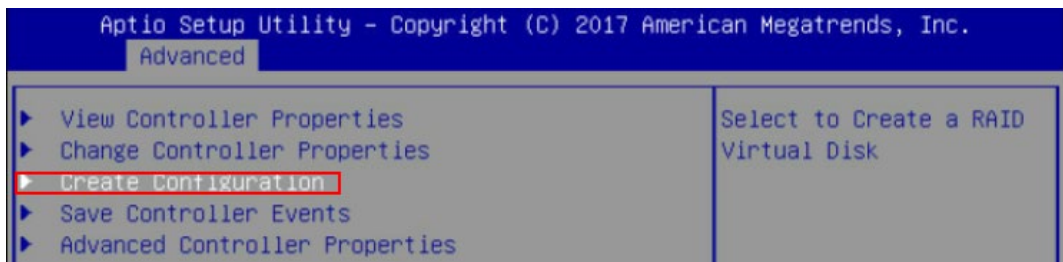 Aptio Setup Utility - Copyright (C) 2017 American Megatrends, Inc.
Advanced
View Controller Properties
Change Controller Properties
Create Configuration
Save Controller Events
Advanced Controller Properties
Select to Create a RAID
Virtual Disk